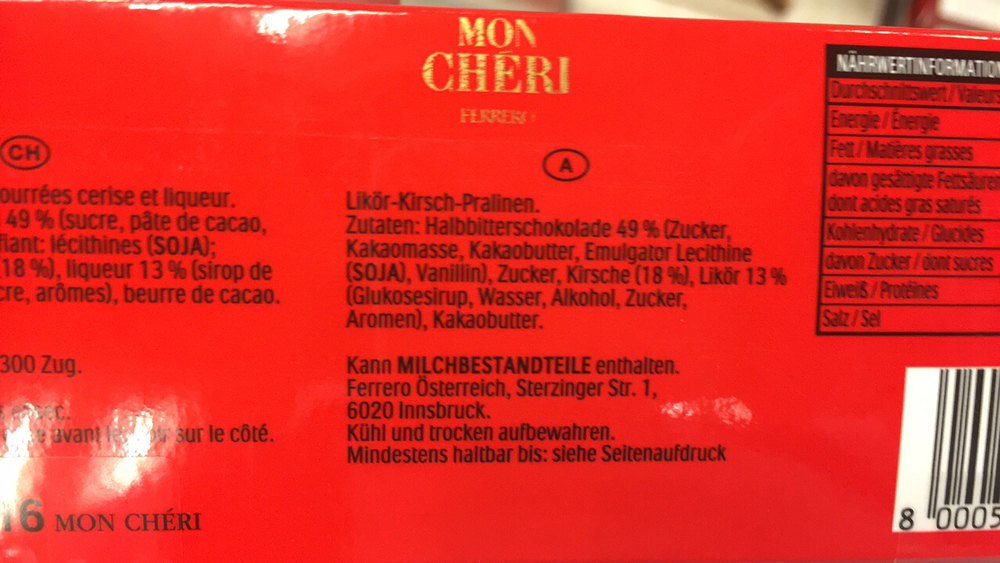 MON
CHÉRI
FERRERO
CH
ourrées cerise et liqueur.
49 % (sucre, pâte de cacao,
fiant: lécithines (SOJA);
18 %), liqueur 13 % (sirop de
cre, arômes), beurre de cacao.
300 Zug.
avant
sur le côté.
16 MON CHÉRI
A
Likör-Kirsch-Pralinen.
Zutaten: Halbbitterschokolade 49 % (Zucker,
Kakaomasse, Kakaobutter, Emulgator Lecithine
(SOJA), Vanillin), Zucker, Kirsche (18 %), Likör 13 %
(Glukosesirup, Wasser, Alkohol, Zucker,
Aromen), Kakaobutter.
Kann MILCHBESTANDTEILE enthalten.
Ferrero Österreich, Sterzinger Str. 1,
6020 Innsbruck.
Kühl und trocken aufbewahren.
Mindestens haltbar bis: siehe Seitenaufdruck
NÄHRWERTINFORMATION
Durchschnittswert / Valeurs
Energie / Énergie
Fett / Matières grasses
davon gesättigte Fettsäuren
dont acides gras saturés
Kohlenhydrate / Glucides
davon Zucker / dont sucres
Eiweiß / Protéines
Salz / Sel
8 0005